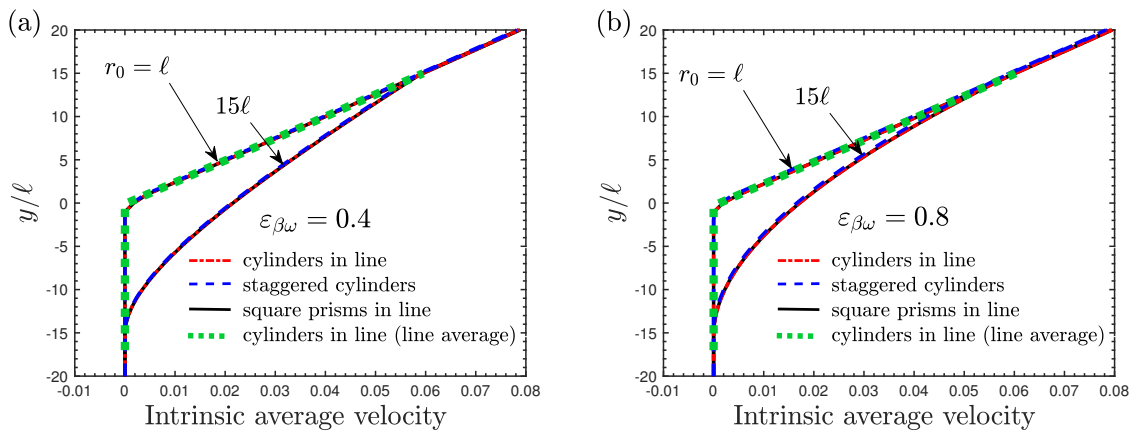 (a)
20
15
10
5
0
-5
-10
-15
-20
y/ℓ
r₀ = ℓ
15ℓ
ε_βω = 0.4
cylinders in line
staggered cylinders
square prisms in line
cylinders in line (line average)
-0.01 0 0.01 0.02 0.03 0.04 0.05 0.06 0.07 0.08
Intrinsic average velocity
(b)
20
15
10
5
0
-5
-10
-15
-20
y/ℓ
r₀ = ℓ
15ℓ
ε_βω = 0.8
cylinders in line
staggered cylinders
square prisms in line
cylinders in line (line average)
-0.01 0 0.01 0.02 0.03 0.04 0.05 0.06 0.07 0.08
Intrinsic average velocity